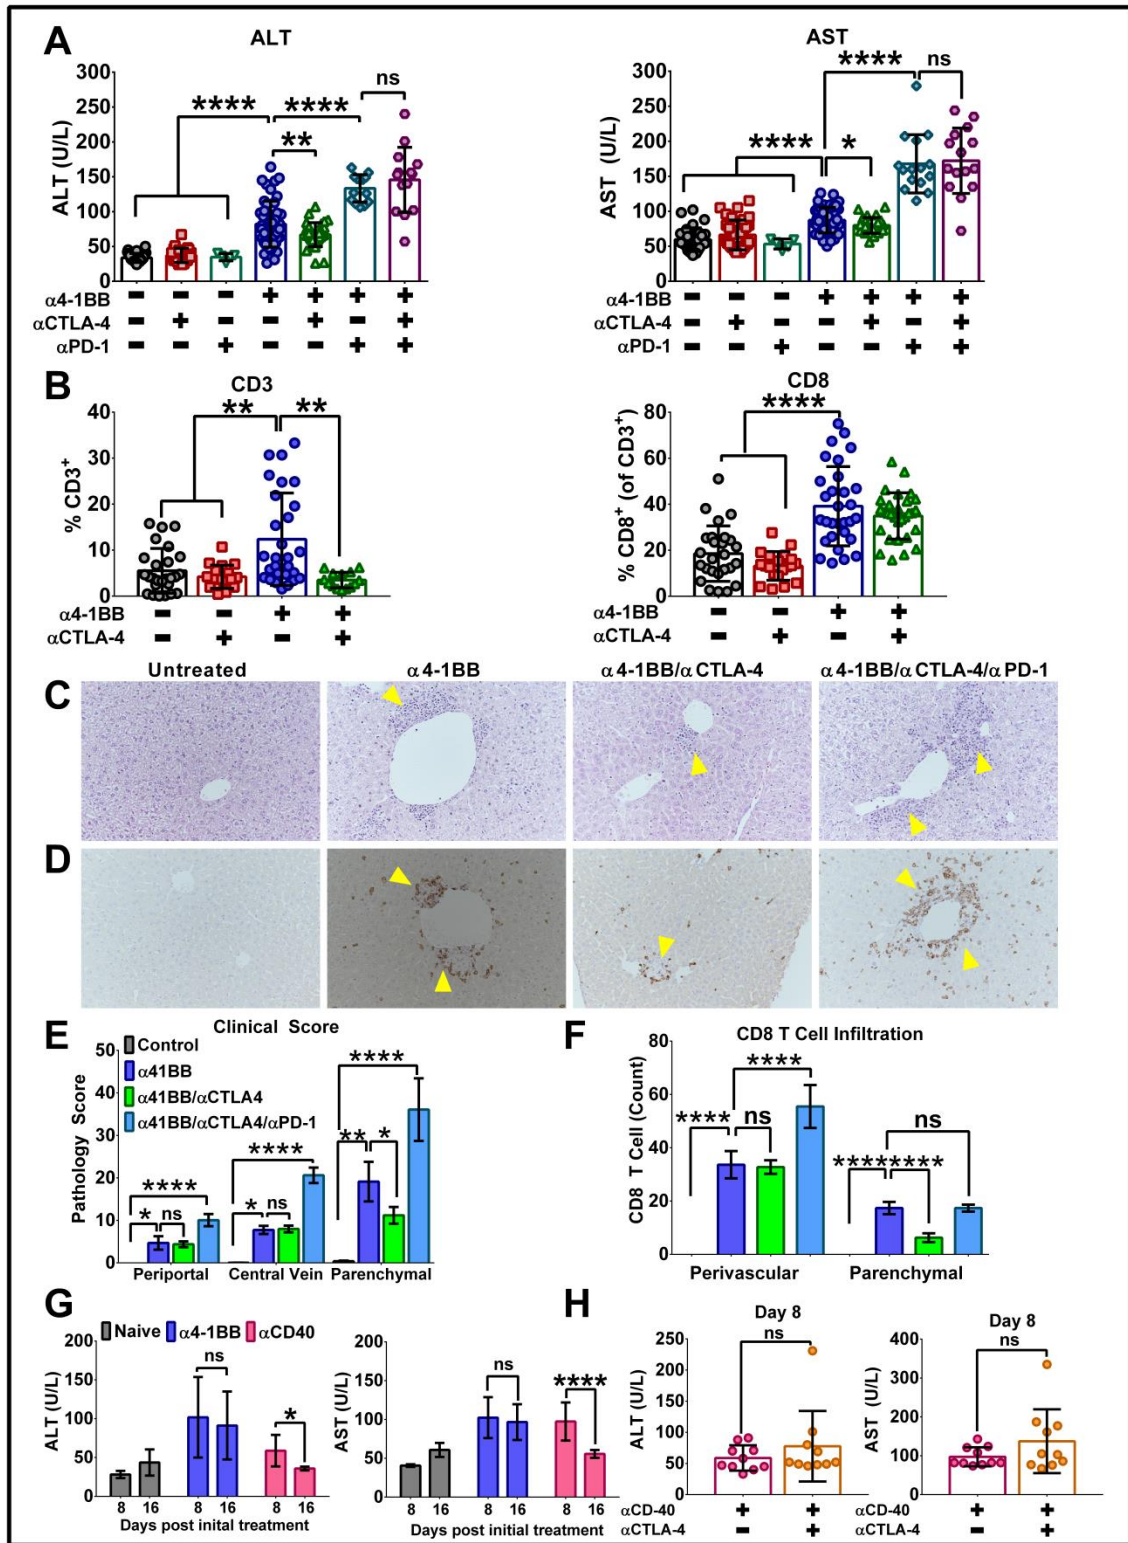 A
ALT
ALT (U/L)
300
250
200
150
100
50
0
****
****
**
ns
α4-1BB - - - + + + +
αCTLA-4 - + - - + - +
αPD-1 - - + - - + +
AST
AST (U/L)
300
250
200
150
100
50
0
****
****
*
ns
- - - + + + +
- + - - + - +
- - + - - + +
B
CD3
% CD3+
40
30
20
10
0
**
**
α4-1BB - - + +
αCTLA-4 - + - +
CD8
% CD8+ (of CD3+)
80
60
40
20
0
****
α4-1BB - - + +
αCTLA-4 - + - +
Untreated
α4-1BB
α4-1BB/αCTLA-4
α4-1BB/αCTLA-4/αPD-1
C
D
E
Clinical Score
Pathology Score
50
40
30
20
10
0
Control
α41BB
α41BB/αCTLA4
α41BB/αCTLA4/αPD-1
****
* ns
****
* ns
****
** *
Periportal Central Vein Parenchymal
F
CD8 T Cell Infiltration
CD8 T Cell (Count)
80
60
40
20
0
****
**** ns
ns
**** ****
Perivascular Parenchymal
G
Naive α4-1BB αCD40
ALT (U/L)
200
150
100
50
0
ns
*
8 16 8 16 8 16
Days post inital treatment
AST (U/L)
200
150
100
50
0
ns
****
8 16 8 16 8 16
Days post inital treatment
H
Day 8
ns
ALT (U/L)
250
200
150
100
50
0
αCD-40 + +
αCTLA-4 - +
Day 8
ns
AST (U/L)
400
300
200
100
0
αCD-40 + +
αCTLA-4 - +